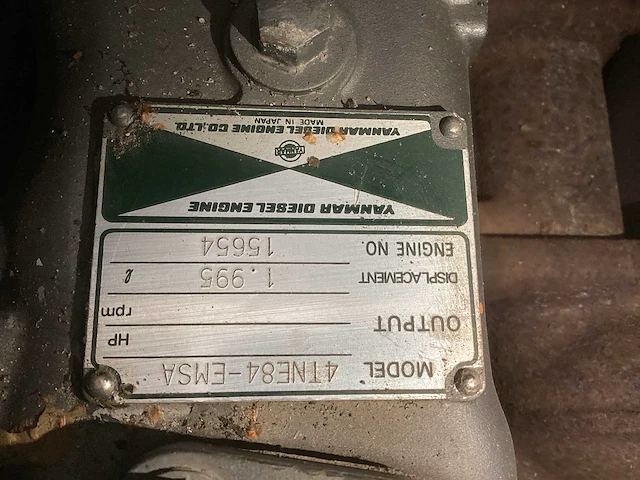 YANMAR DIESEL ENGINE
MODEL 4TNE84-EMSA
HP
OUTPUT
rpm
DISPLACEMENT 1.995 ℓ
ENGINE NO. 15654
YANMAR
MADE IN JAPAN
YANMAR DIESEL ENGINE CO., LTD.